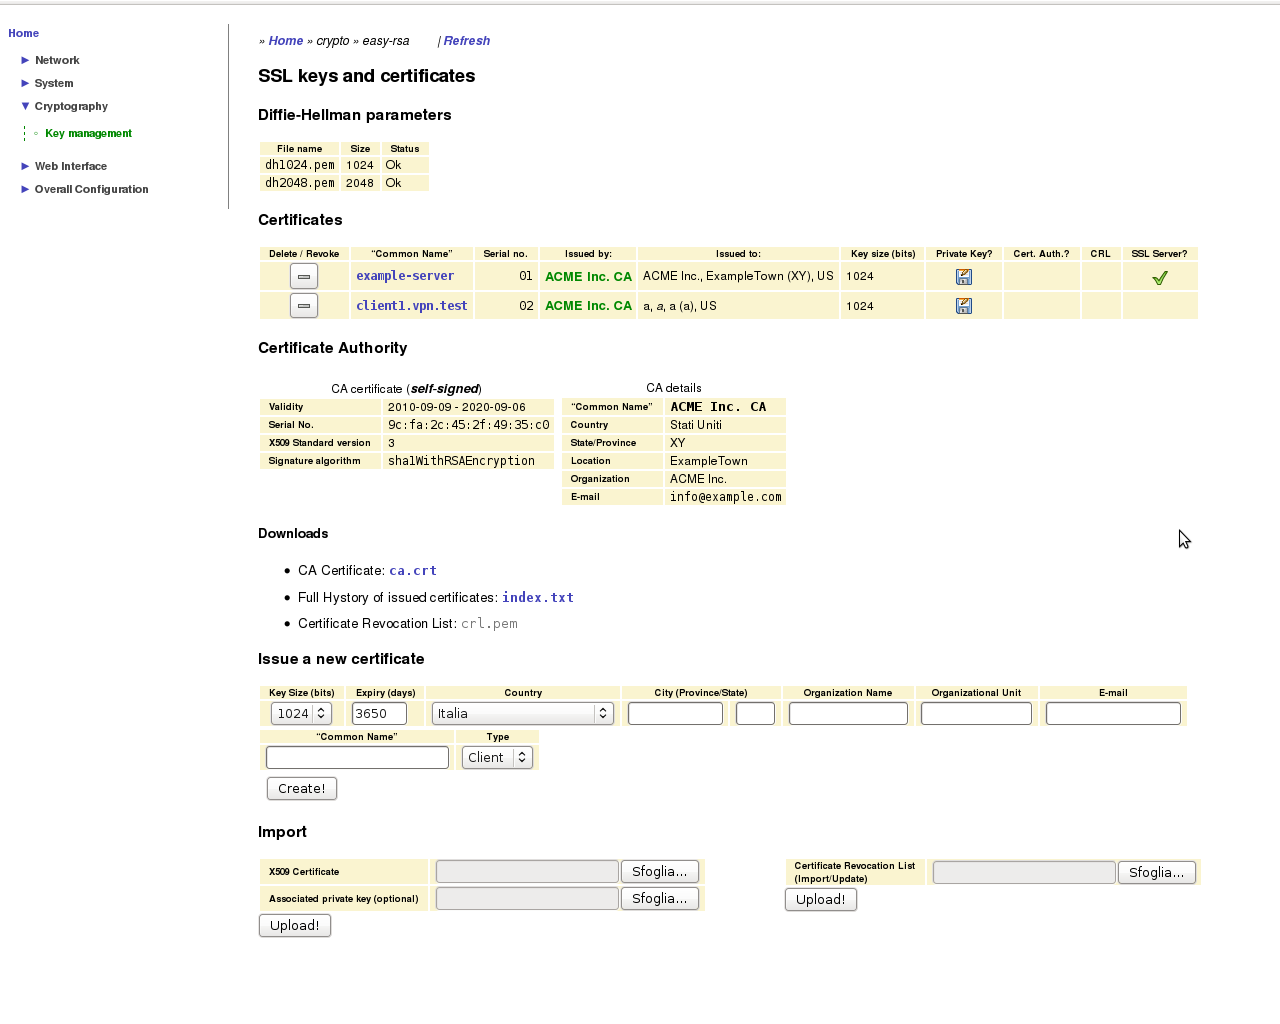 Home
Network
System
Cryptography
Key management
Web Interface
Overall Configuration
» Home » crypto » easy-rsa | Refresh
SSL keys and certificates
Diffie-Hellman parameters
File name Size Status
dh1024.pem 1024 Ok
dh2048.pem 2048 Ok
Certificates
Delete / Revoke “Common Name” Serial no. Issued by: Issued to: Key size (bits) Private Key? Cert. Auth.? CRL SSL Server?
example-server 01 ACME Inc. CA ACME Inc., ExampleTown (XY), US 1024
client1.vpn.test 02 ACME Inc. CA a, a, a (a), US 1024
Certificate Authority
CA certificate (self-signed)
Validity 2010-09-09 - 2020-09-06
Serial No. 9c:fa:2c:45:2f:49:35:c0
X509 Standard version 3
Signature algorithm sha1WithRSAEncryption
CA details
“Common Name” ACME Inc. CA
Country Stati Uniti
State/Province XY
Location ExampleTown
Organization ACME Inc.
E-mail info@example.com
Downloads
• CA Certificate: ca.crt
• Full Hystory of issued certificates: index.txt
• Certificate Revocation List: crl.pem
Issue a new certificate
Key Size (bits) Expiry (days) Country City (Province/State) Organization Name Organizational Unit E-mail
1024 3650 Italia
“Common Name” Type
Client
Create!
Import
X509 Certificate Sfoglia...
Associated private key (optional) Sfoglia...
Upload!
Certificate Revocation List
(Import/Update) Sfoglia...
Upload!